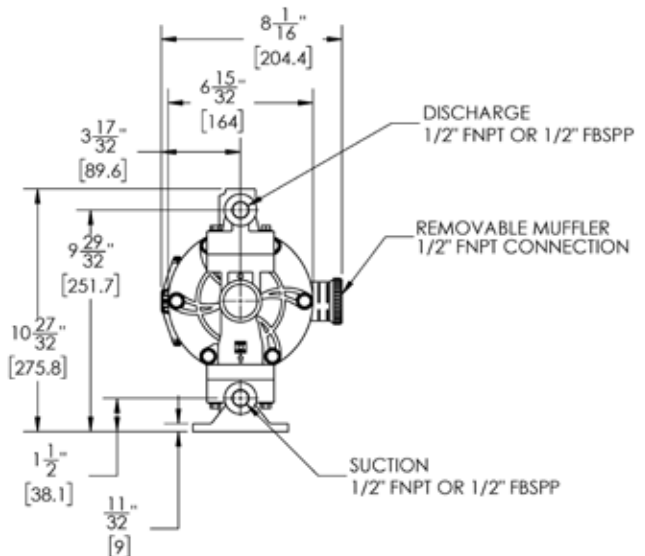 8 1/16"
[204.4]
6 15/32"
[164]
3 17/32"
[89.6]
DISCHARGE
1/2" FNPT OR 1/2" FBSPP
REMOVABLE MUFFLER
1/2" FNPT CONNECTION
9 29/32"
[251.7]
10 27/32"
[275.8]
1 1/2"
[38.1]
11/32"
[9]
SUCTION
1/2" FNPT OR 1/2" FBSPP